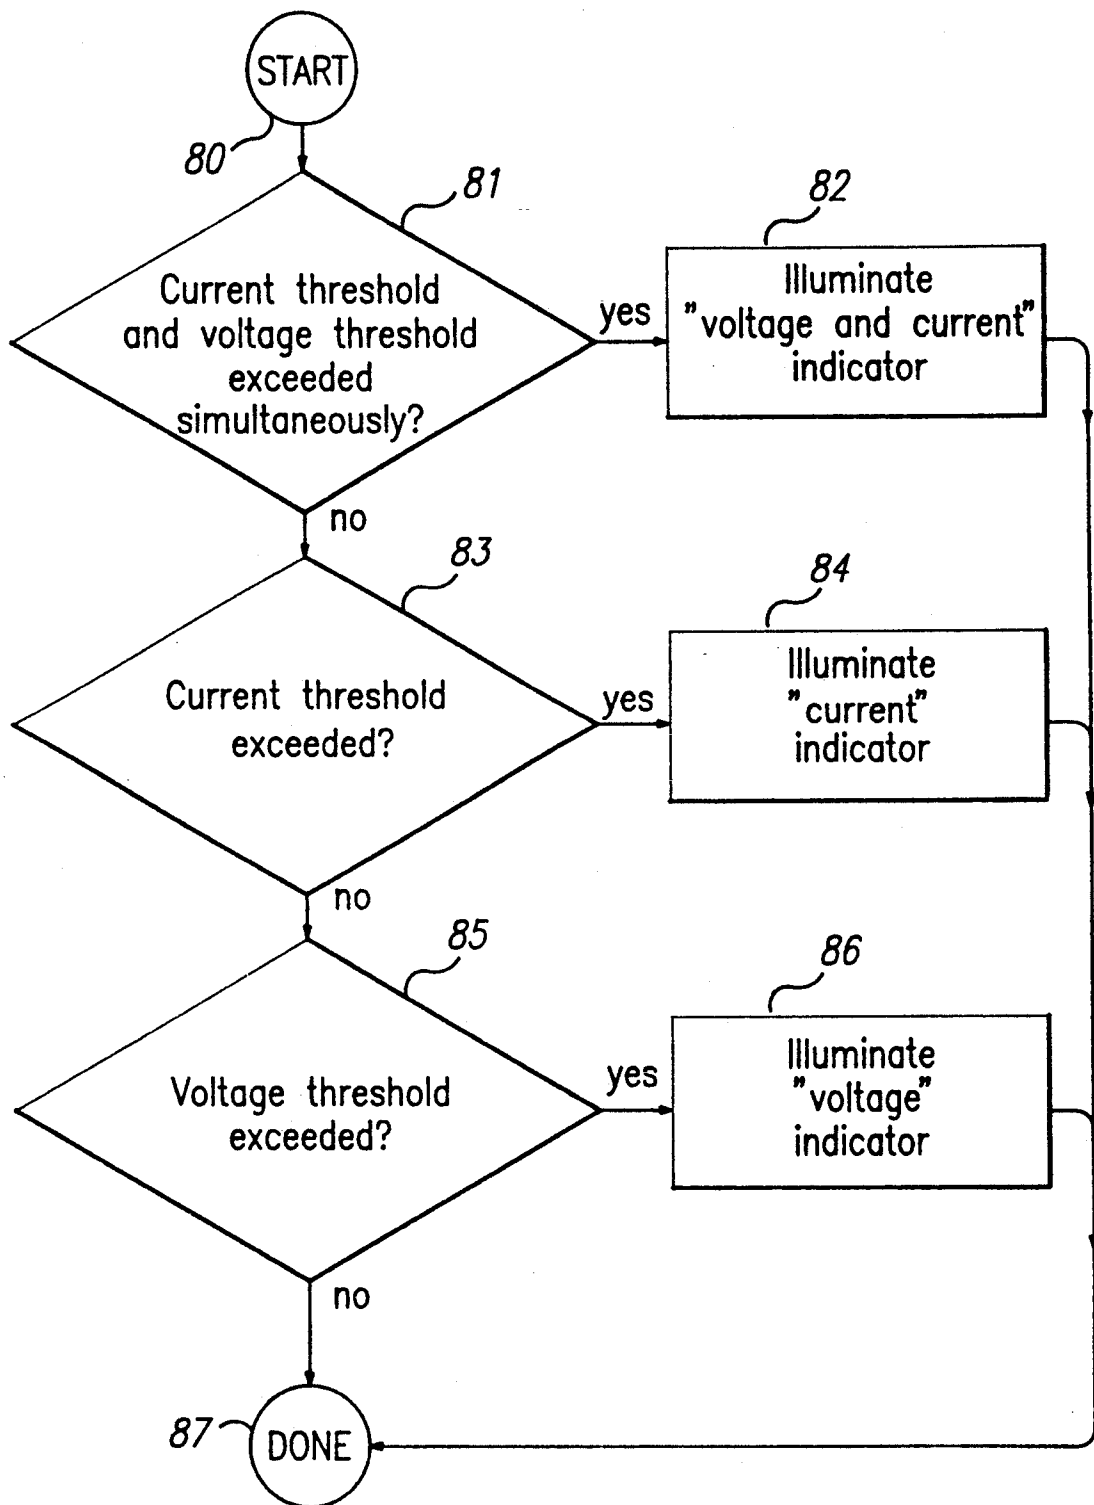 START
80
81
82
Current threshold
and voltage threshold
exceeded
simultaneously?
yes
Illuminate
"voltage and current"
indicator
no
83
84
Current threshold
exceeded?
yes
Illuminate
"current"
indicator
no
85
86
Voltage threshold
exceeded?
yes
Illuminate
"voltage"
indicator
no
87
DONE